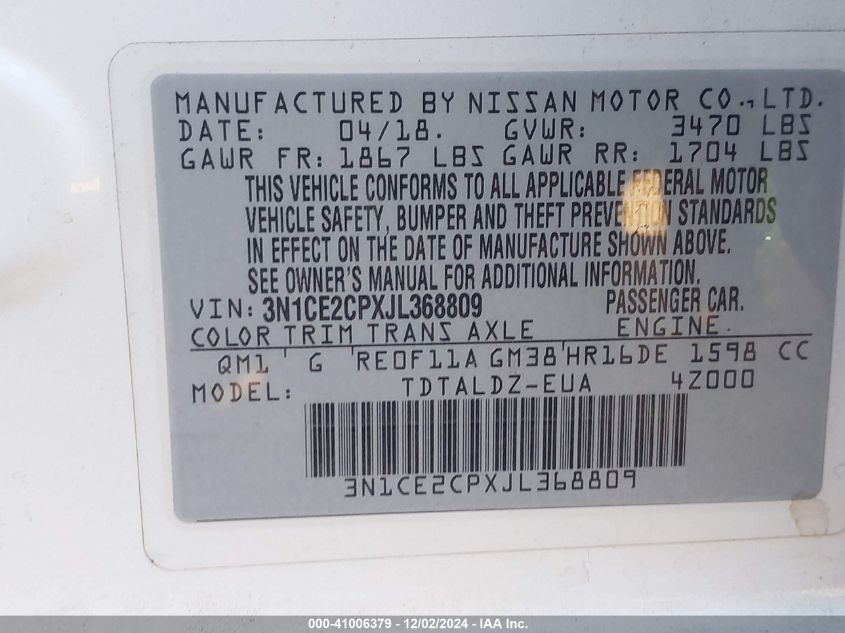 MANUFACTURED BY NISSAN MOTOR CO., LTD.
DATE: 04/18. GVWR: 3470 LBS
GAWR FR: 1867 LBS GAWR RR: 1704 LBS
THIS VEHICLE CONFORMS TO ALL APPLICABLE FEDERAL MOTOR
VEHICLE SAFETY, BUMPER AND THEFT PREVENTION STANDARDS
IN EFFECT ON THE DATE OF MANUFACTURE SHOWN ABOVE.
SEE OWNER'S MANUAL FOR ADDITIONAL INFORMATION.
VIN: 3N1CE2CPXJL368809 PASSENGER CAR.
COLOR TRIM TRANS AXLE ENGINE.
QM1 ' G ' RE0F11A GM38 ' HR16DE 1598 CC
MODEL: TDTALDZ-EUA 4Z000
3N1CE2CPXJL368809
000-41006379 - 12/02/2024 - IAA Inc.